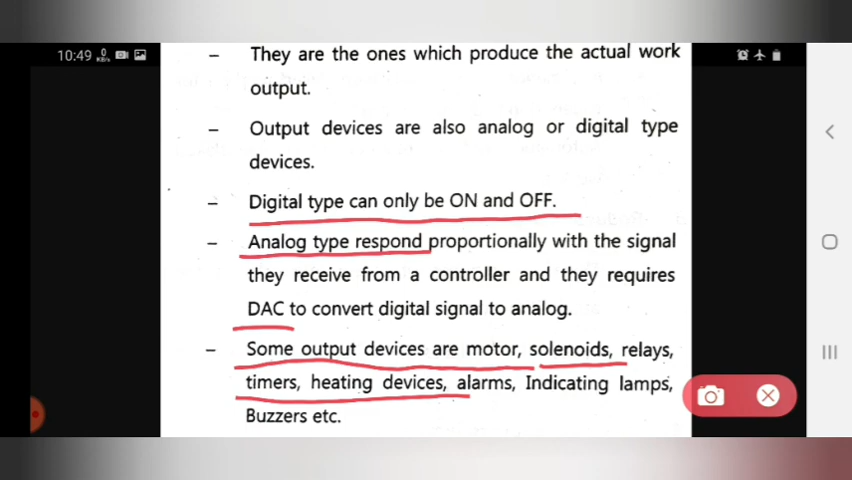 10:49 0 KB/s
– They are the ones which produce the actual work
output.
– Output devices are also analog or digital type
devices.
– Digital type can only be ON and OFF.
– Analog type respond proportionally with the signal
they receive from a controller and they requires
DAC to convert digital signal to analog.
– Some output devices are motor, solenoids, relays,
timers, heating devices, alarms, Indicating lamps,
Buzzers etc.